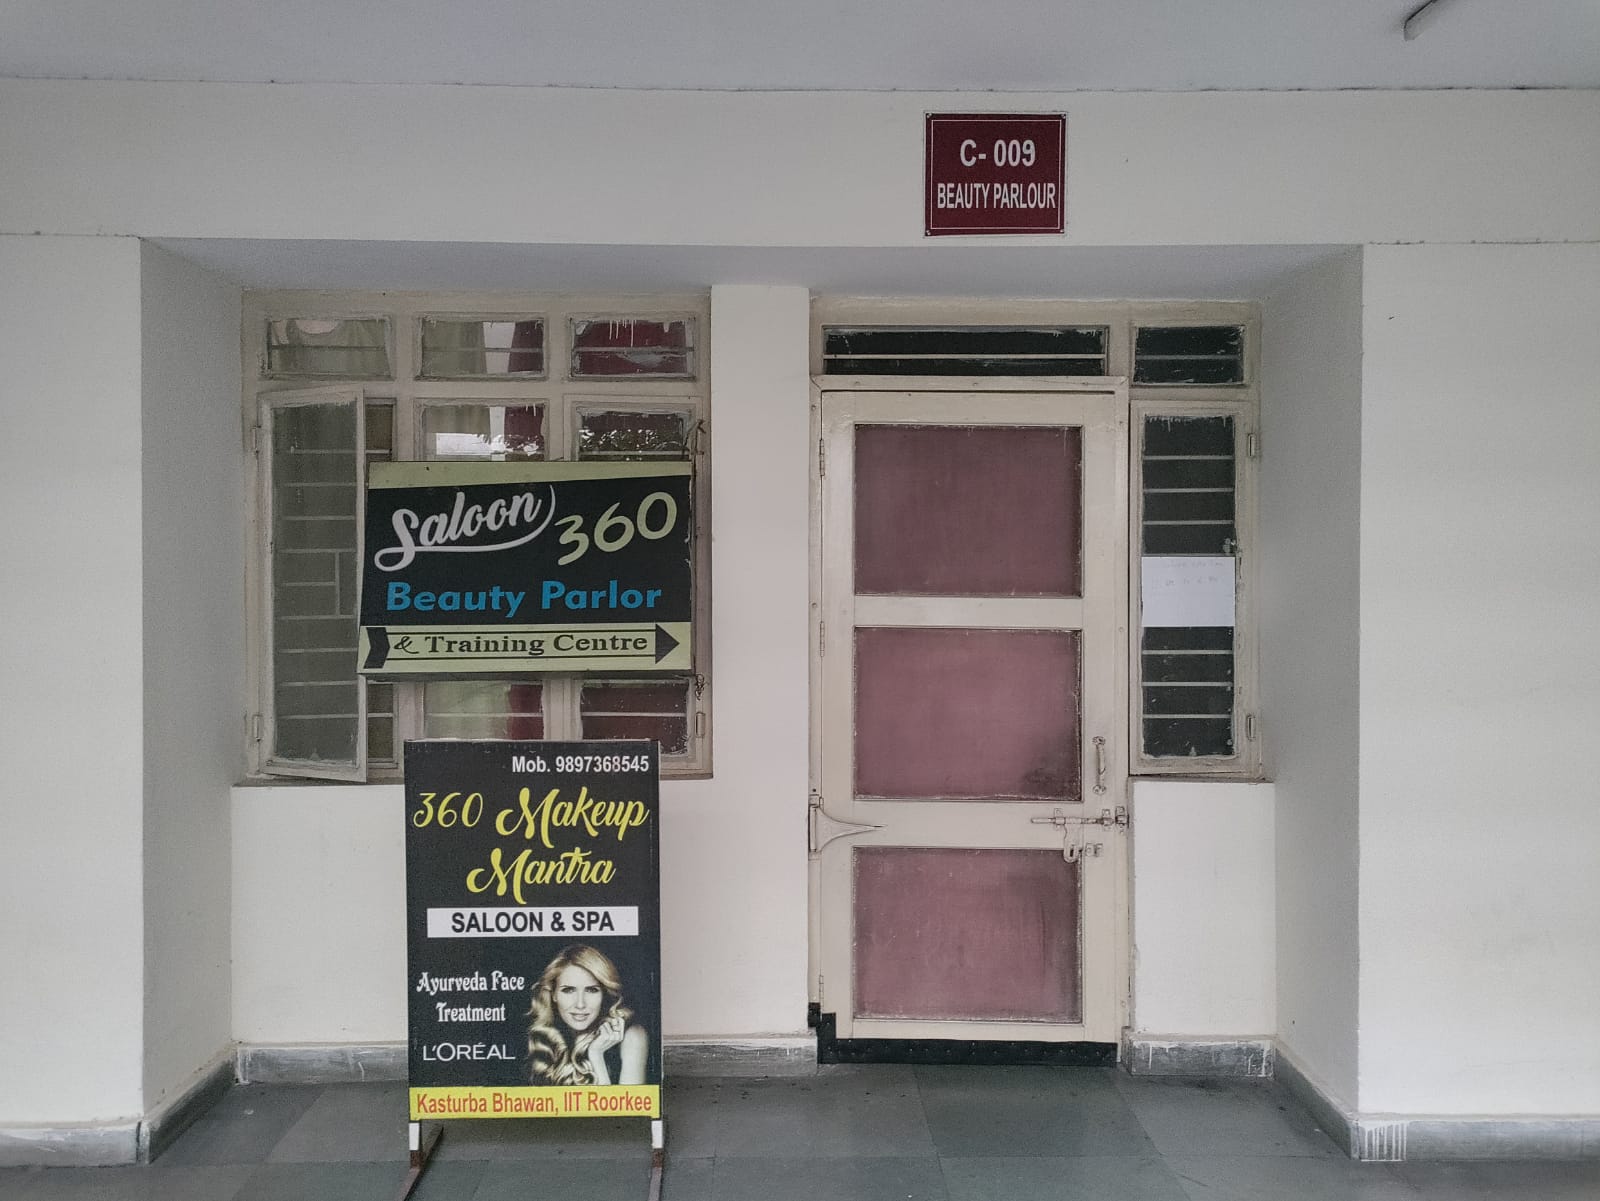 C- 009
BEAUTY PARLOUR
Saloon 360
Beauty Parlor
& Training Centre
Mob. 9897368545
360 Makeup
Mantra
SALOON & SPA
Ayurveda Face
Treatment
L'ORÉAL
Kasturba Bhawan, IIT Roorkee